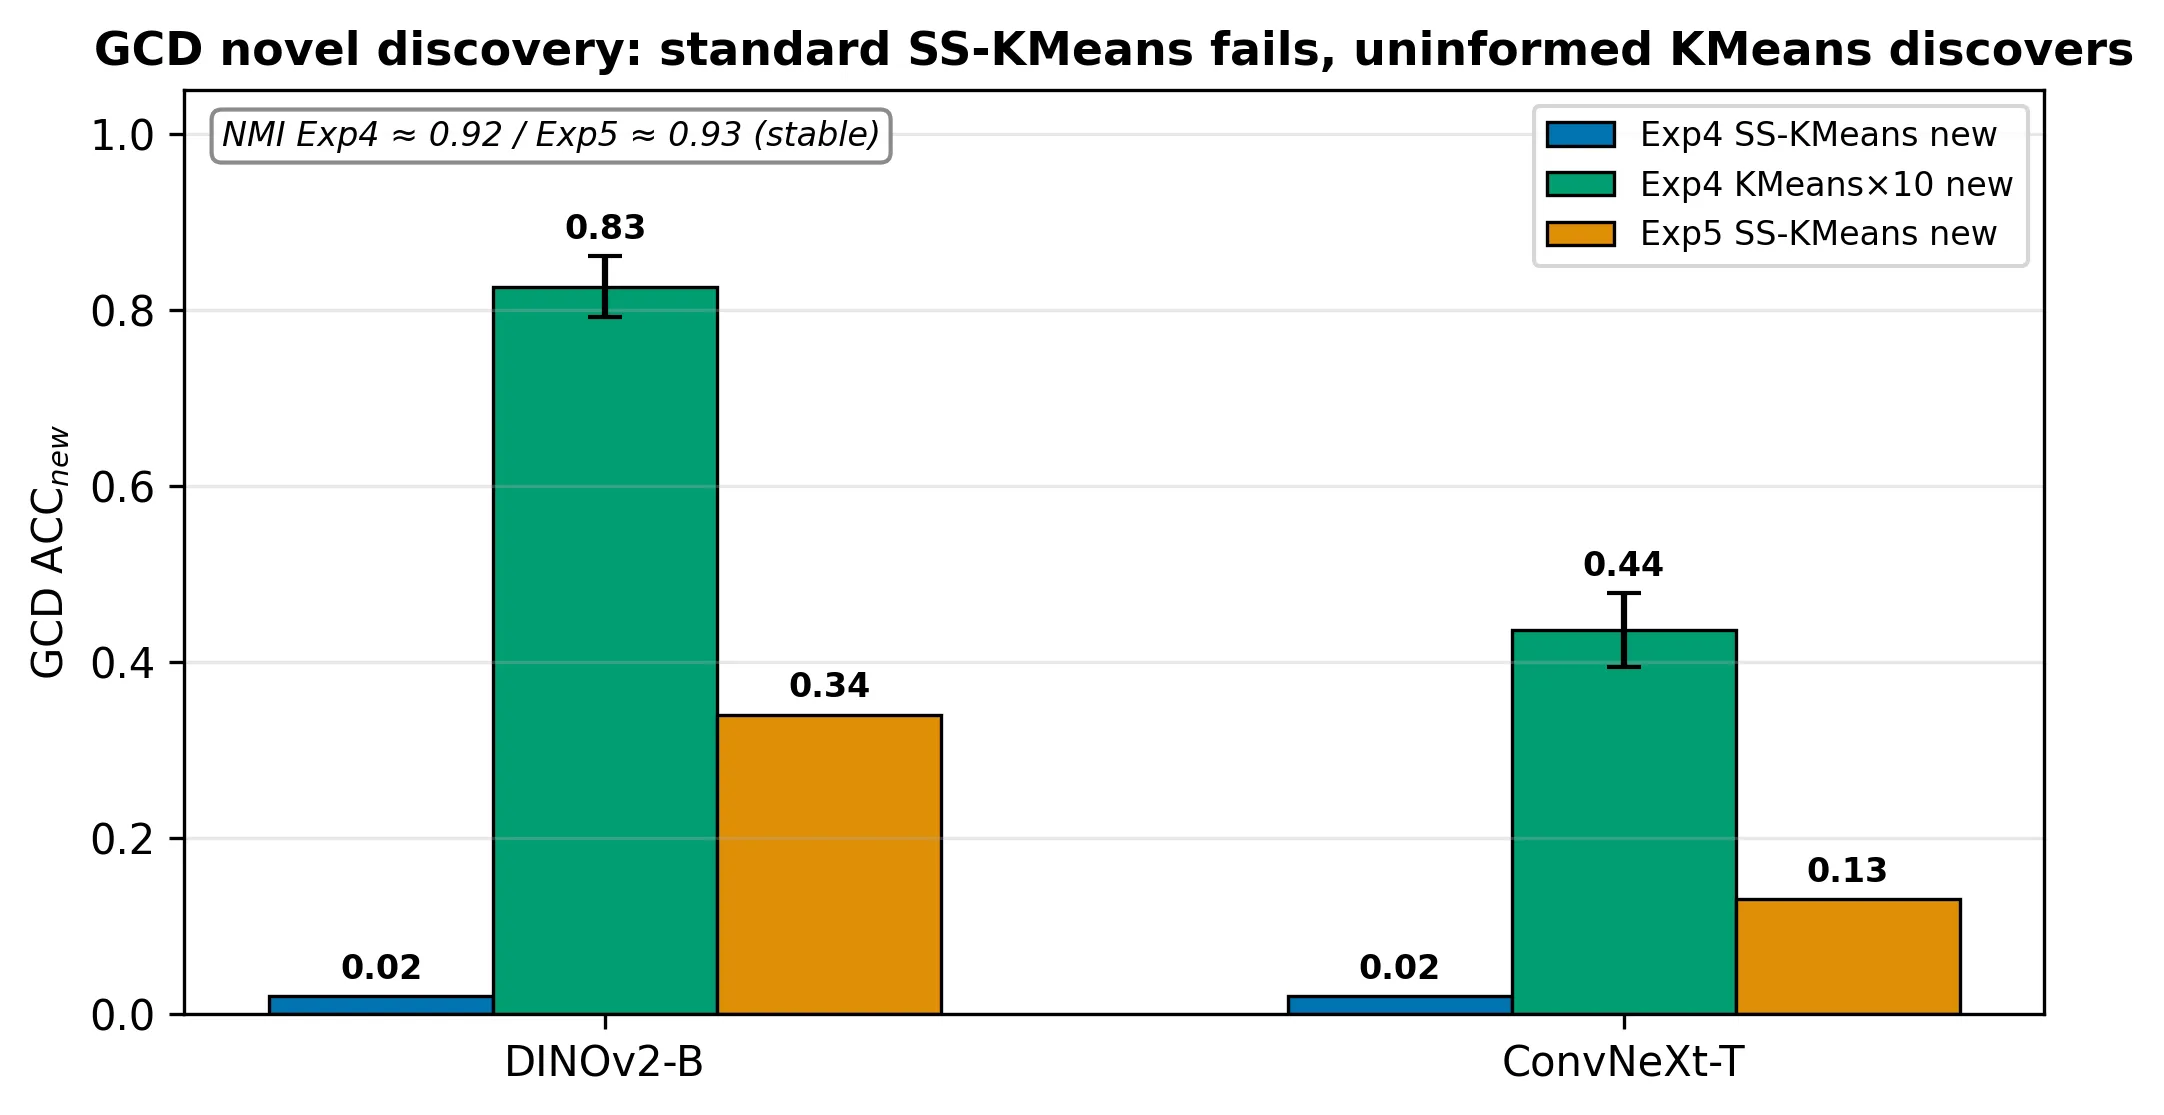 GCD novel discovery: standard SS-KMeans fails, uninformed KMeans discovers
NMI Exp4 ≈ 0.92 / Exp5 ≈ 0.93 (stable)
Exp4 SS-KMeans new
Exp4 KMeans×10 new
Exp5 SS-KMeans new
GCD ACC_new
1.0
0.8
0.6
0.4
0.2
0.0
0.02
0.83
0.34
0.02
0.44
0.13
DINOv2-B
ConvNeXt-T